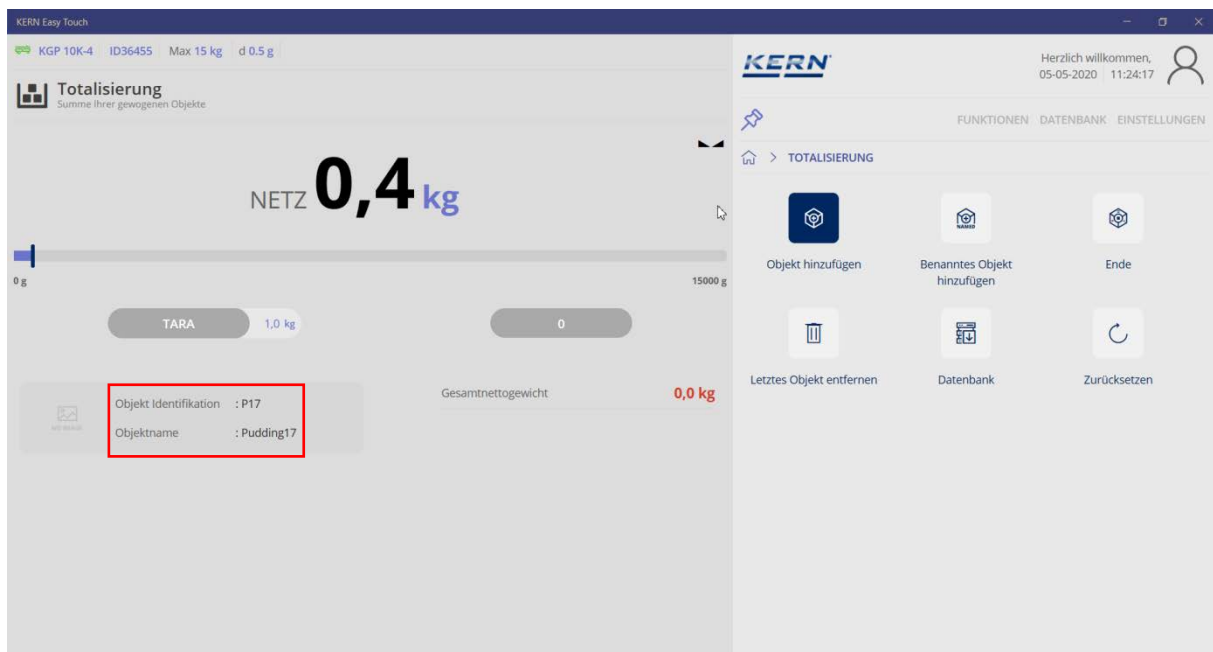 KERN Easy Touch
KGP 10K-4 ID36455 Max 15 kg d 0.5 g
Totalisierung
Summe Ihrer gewogenen Objekte
NETZ 0,4 kg
0 g 15000 g
TARA 1,0 kg 0
Objekt Identifikation : P17
Objektname : Pudding17
Gesamtnettogewicht 0,0 kg
KERN
Herzlich willkommen,
05-05-2020 11:24:17
FUNKTIONEN DATENBANK EINSTELLUNGEN
> TOTALISIERUNG
NAMED
Objekt hinzufügen Benanntes Objekt Ende
hinzufügen
Letztes Objekt entfernen Datenbank Zurücksetzen